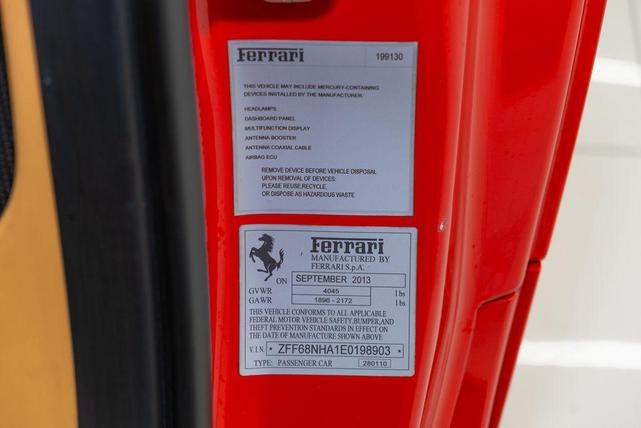 Ferrari 199130
THIS VEHICLE MAY INCLUDE MERCURY-CONTAINING
DEVICES INSTALLED BY THE MANUFACTURER:
HEADLAMPS
DASHBOARD PANEL
MULTIFUNCTION DISPLAY
ANTENNA BOOSTER
ANTENNA COAXIAL CABLE
AIRBAG ECU
REMOVE DEVICE BEFORE VEHICLE DISPOSAL
UPON REMOVAL OF DEVICES:
PLEASE REUSE,RECYCLE,
OR DISPOSE AS HAZARDOUS WASTE
Ferrari
MANUFACTURED BY
FERRARI S.p.A.
ON SEPTEMBER 2013
GVWR 4045 lbs
GAWR 1896 - 2172 lbs
THIS VEHICLE CONFORMS TO ALL APPLICABLE
FEDERAL MOTOR VEHICLE SAFETY,BUMPER,AND
THEFT PREVENTION STANDARDS IN EFFECT ON
THE DATE OF MANUFACTURE SHOWN ABOVE
V.I.N. * ZFF68NHA1E0198903 *
TYPE: PASSENGER CAR 280110